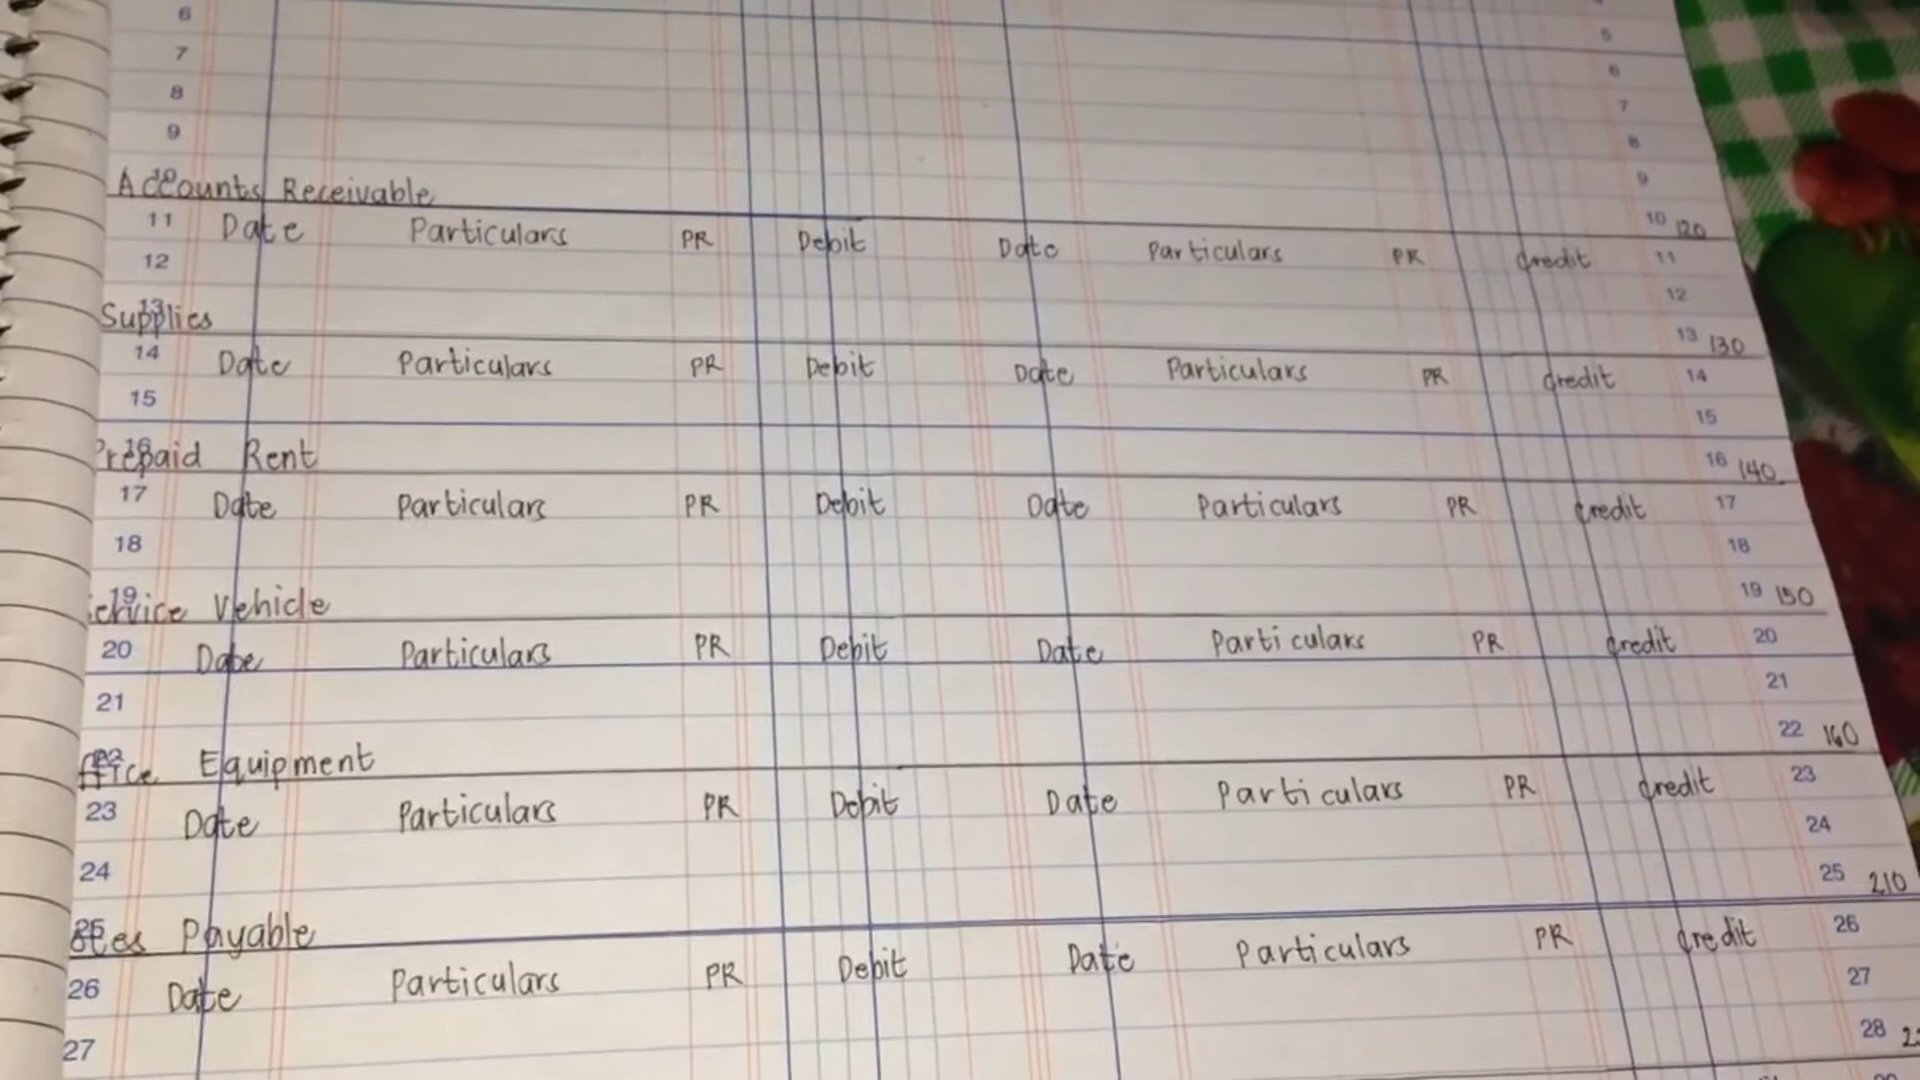 6 5
7 6
8 7
9 8
9
Accounts Receivable 10 120
11 Date Particulars PR Debit Date Particulars PR Credit 11
12 12
13 Supplies 13 130
14 Date Particulars PR Debit Date Particulars PR Credit 14
15 15
16 Prepaid Rent 16 140
17 Date Particulars PR Debit Date Particulars PR Credit 17
18 18
19 ervice Vehicle 19 150
20 Date Particulars PR Debit Date Particulars PR Credit 20
21 21
ffice Equipment 22 160
23 Date Particulars PR Debit Date Particulars PR Credit 23
24 24
Payable 25 210
26 Date Particulars PR Debit Date Particulars PR Credit 26
27 27
28